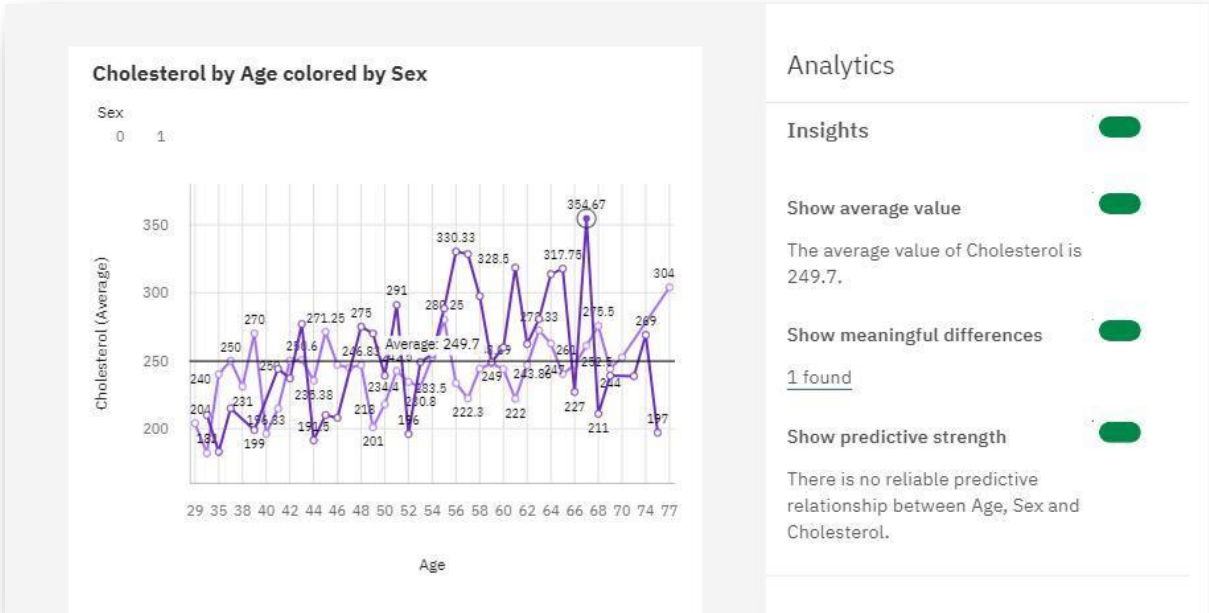 Cholesterol by Age colored by Sex
Sex
0 1
Cholesterol (Average)
350
300
250
200
354.67
330.33
328.5
317.75
304
291
280.25
275
275.5
271.25
270
269
250
240
231
204
199
218
201
234.4
196
222.3
249
222
227
211
244
197
Average: 249.7
29 35 38 40 42 44 46 48 50 52 54 56 58 60 62 64 66 68 70 74 77
Age
Analytics
Insights
Show average value
The average value of Cholesterol is
249.7.
Show meaningful differences
1 found
Show predictive strength
There is no reliable predictive
relationship between Age, Sex and
Cholesterol.